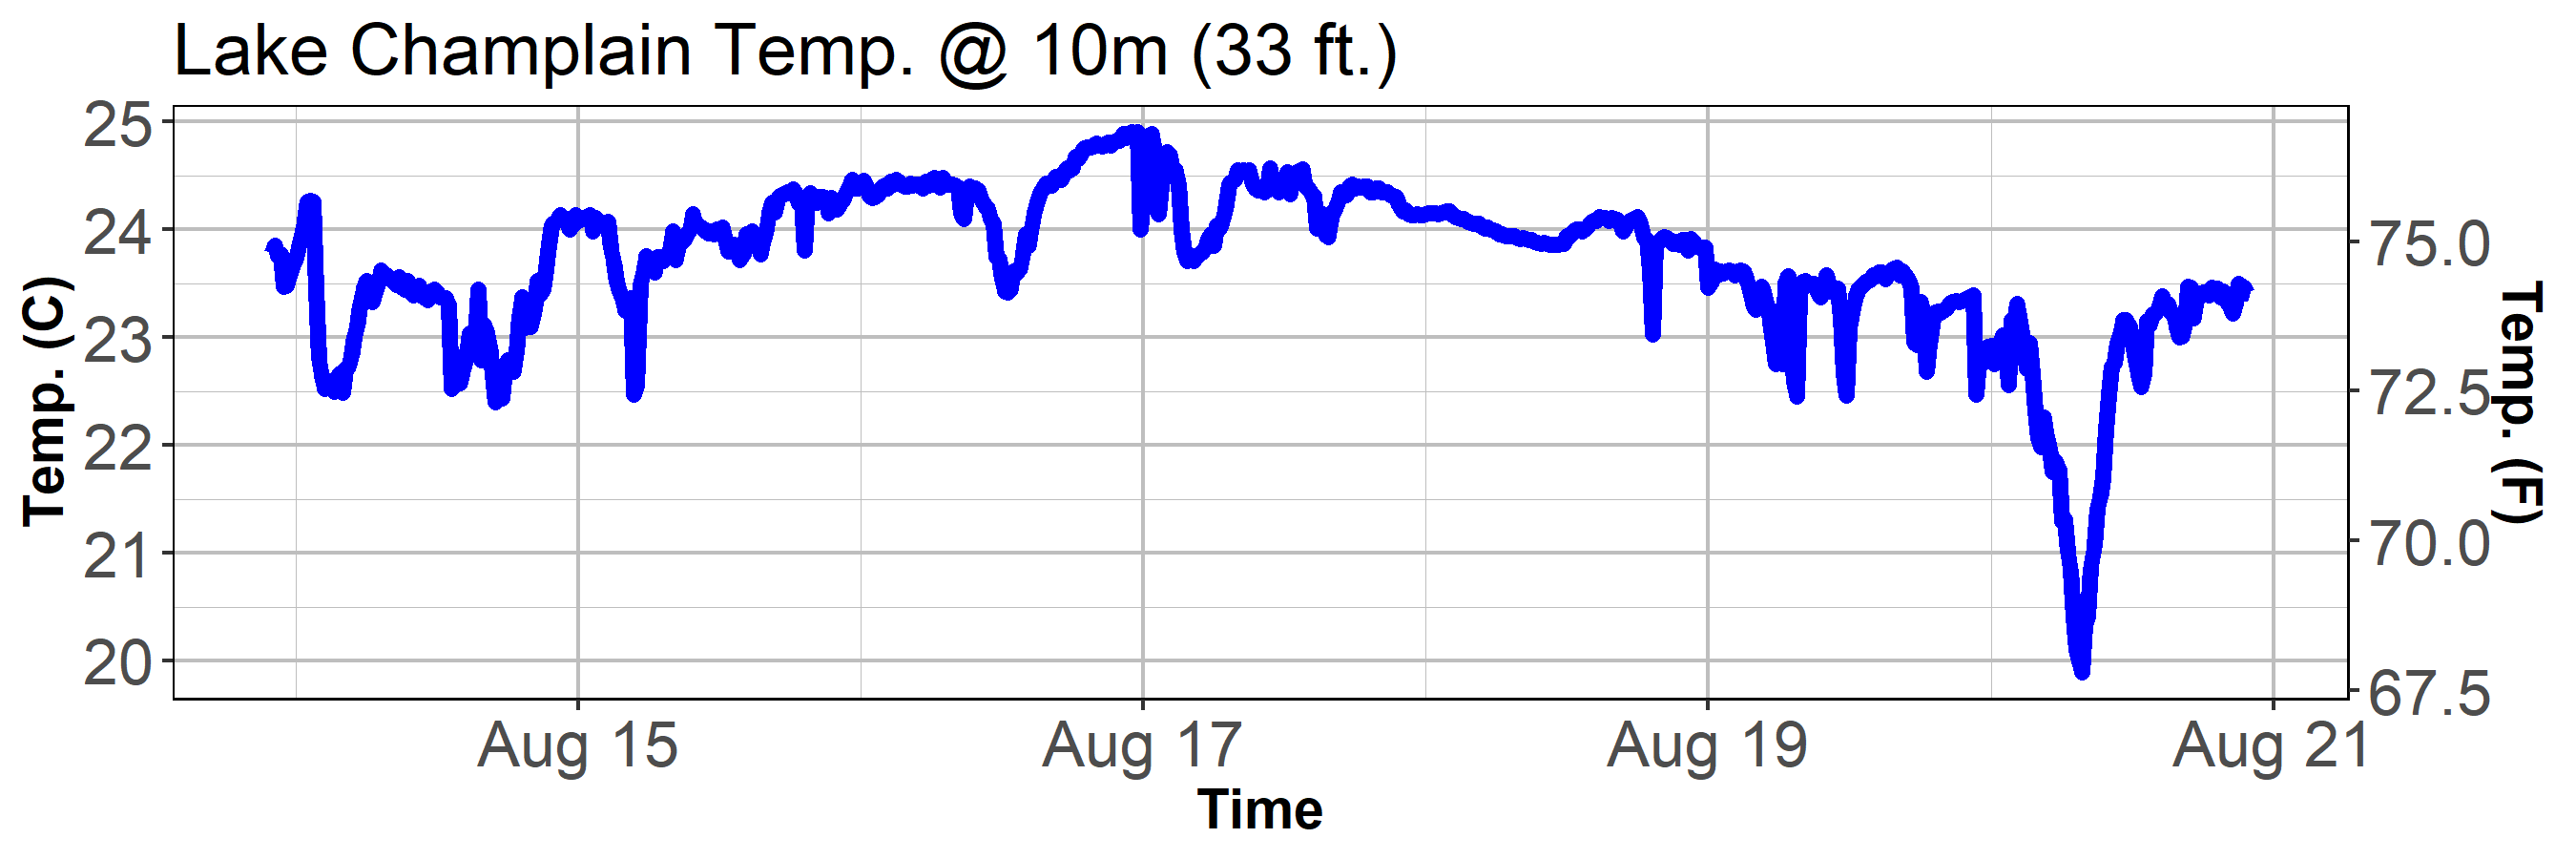 Lake Champlain Temp. @ 10m (33 ft.)
Temp. (C)
25
24
23
22
21
20
75.0
72.5
70.0
67.5
Temp. (F)
Aug 15 Aug 17 Aug 19 Aug 21
Time